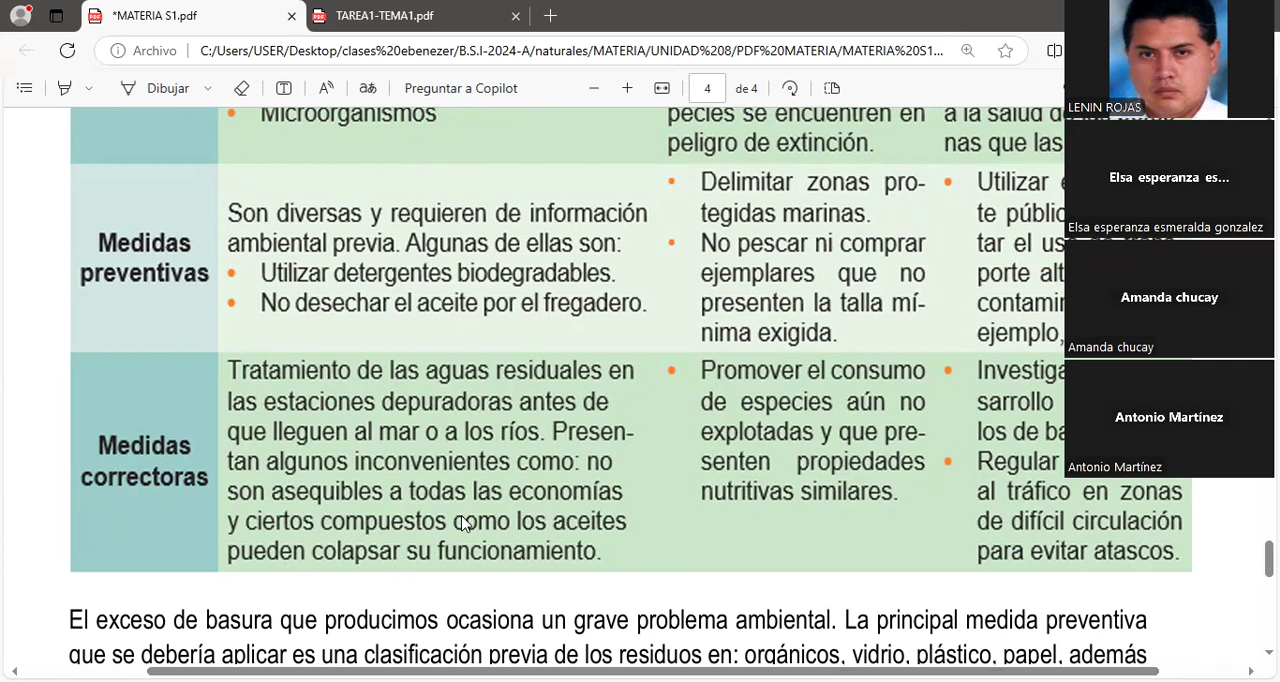 *MATERIA S1.pdf
TAREA1-TEMA1.pdf
Archivo
C:/Users/USER/Desktop/clases%20ebenezer/B.S.I-2024-A/naturales/MATERIA/UNIDAD%208/PDF%20MATERIA/MATERIA%20S1...
Dibujar
Preguntar a Copilot
4
de 4
Microorganismos
pecies se encuentren en
peligro de extinción.
a la salud de
nas que las
Medidas
preventivas
Son diversas y requieren de información
ambiental previa. Algunas de ellas son:
• Utilizar detergentes biodegradables.
• No desechar el aceite por el fregadero.
• Delimitar zonas pro-
tegidas marinas.
• No pescar ni comprar
ejemplares que no
presenten la talla mí-
nima exigida.
• Utilizar
te públic
tar el us
porte alt
contamin
ejemplo,
Medidas
correctoras
Tratamiento de las aguas residuales en
las estaciones depuradoras antes de
que lleguen al mar o a los ríos. Presen-
tan algunos inconvenientes como: no
son asequibles a todas las economías
y ciertos compuestos como los aceites
pueden colapsar su funcionamiento.
• Promover el consumo
de especies aún no
explotadas y que pre-
senten propiedades
nutritivas similares.
• Investiga
sarrollo
los de ba
• Regular
al tráfico en zonas
de difícil circulación
para evitar atascos.
El exceso de basura que producimos ocasiona un grave problema ambiental. La principal medida preventiva
que se debería aplicar es una clasificación previa de los residuos en: orgánicos, vidrio, plástico, papel, además
LENIN ROJAS
Elsa esperanza es...
Elsa esperanza esmeralda gonzalez
Amanda chucay
Amanda chucay
Antonio Martínez
Antonio Martínez